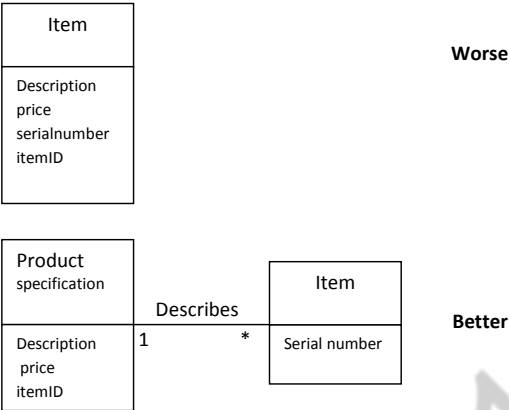 Item
Worse
Description
price
serialnumber
itemID
Product
specification
Item
Describes
Better
1
*
Description
price
itemID
Serial number